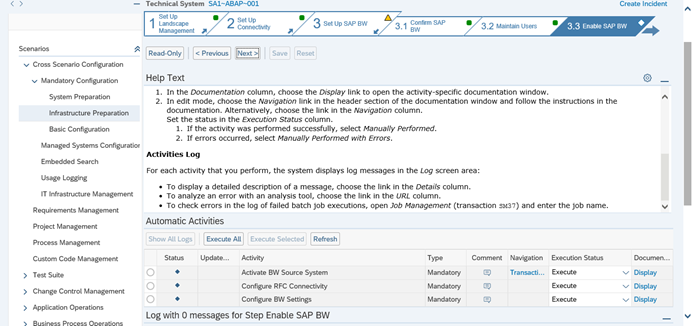 Technical System SA1~ABAP~001
Create Incident
1 Set Up Landscape Management
2 Set Up Connectivity
3 Set Up SAP BW
3.1 Confirm SAP BW
3.2 Maintain Users
3.3 Enable SAP BW
Read-Only
< Previous
Next >
Save
Reset
Scenarios
Cross Scenario Configuration
Mandatory Configuration
System Preparation
Infrastructure Preparation
Basic Configuration
Managed Systems Configuration
Embedded Search
Usage Logging
IT Infrastructure Management
Requirements Management
Project Management
Process Management
Custom Code Management
Test Suite
Change Control Management
Application Operations
Business Process Operations
Help Text
1. In the Documentation column, choose the Display link to open the activity-specific documentation window.
2. In edit mode, choose the Navigation link in the header section of the documentation window and follow the instructions in the
documentation. Alternatively, choose the link in the Navigation column.
Set the status in the Execution Status column.
1. If the activity was performed successfully, select Manually Performed.
2. If errors occurred, select Manually Performed with Errors.
Activities Log
For each activity that you perform, the system displays log messages in the Log screen area:
• To display a detailed description of a message, choose the link in the Details column.
• To analyze an error with an analysis tool, choose the link in the URL column.
• To check errors in the log of failed batch job executions, open Job Management (transaction SM37) and enter the job name.
Automatic Activities
Show All Logs
Execute All
Execute Selected
Refresh
Status Update... Activity Type Comment Navigation Execution Status Documen...
Activate BW Source System Mandatory Transacti... Execute Display
Configure RFC Connectivity Mandatory Execute Display
Configure BW Settings Mandatory Execute Display
Log with 0 messages for Step Enable SAP BW